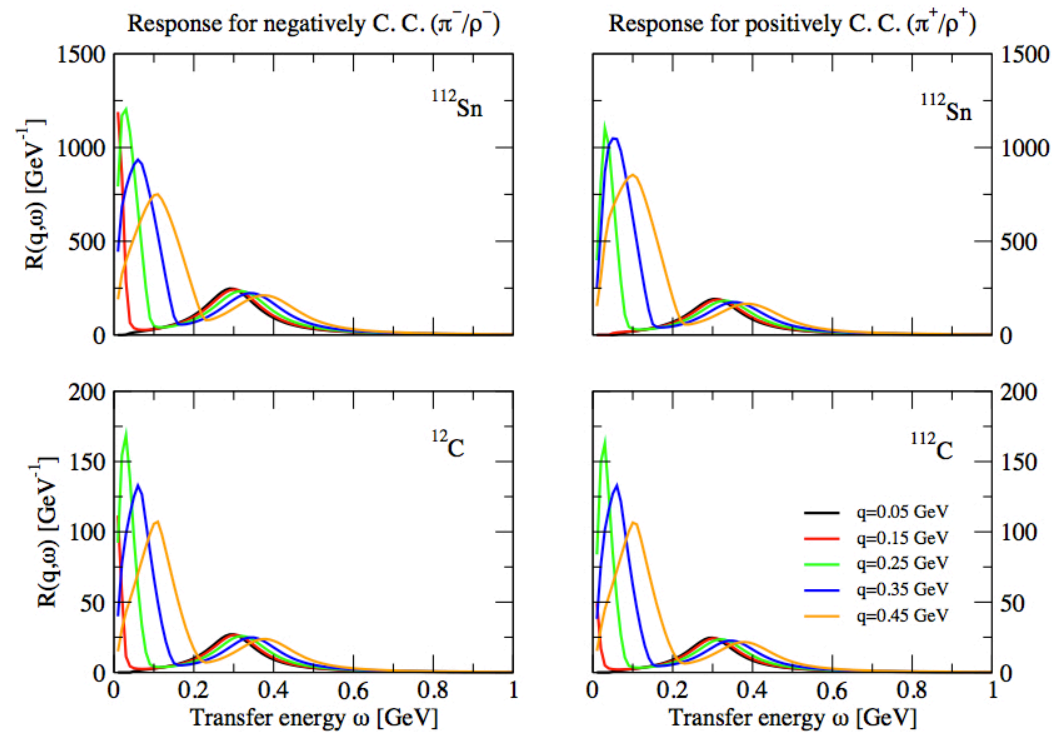 Response for negatively C. C. (π⁻/ρ⁻)
Response for positively C. C. (π⁺/ρ⁺)
R(q,ω) [GeV⁻¹]
1500
1000
500
0
¹¹²Sn
¹¹²Sn
1500
1000
500
0
R(q,ω) [GeV⁻¹]
200
150
100
50
0
¹²C
¹¹²C
q=0.05 GeV
q=0.15 GeV
q=0.25 GeV
q=0.35 GeV
q=0.45 GeV
200
150
100
50
0
0 0.2 0.4 0.6 0.8 1
0 0.2 0.4 0.6 0.8 1
Transfer energy ω [GeV]
Transfer energy ω [GeV]